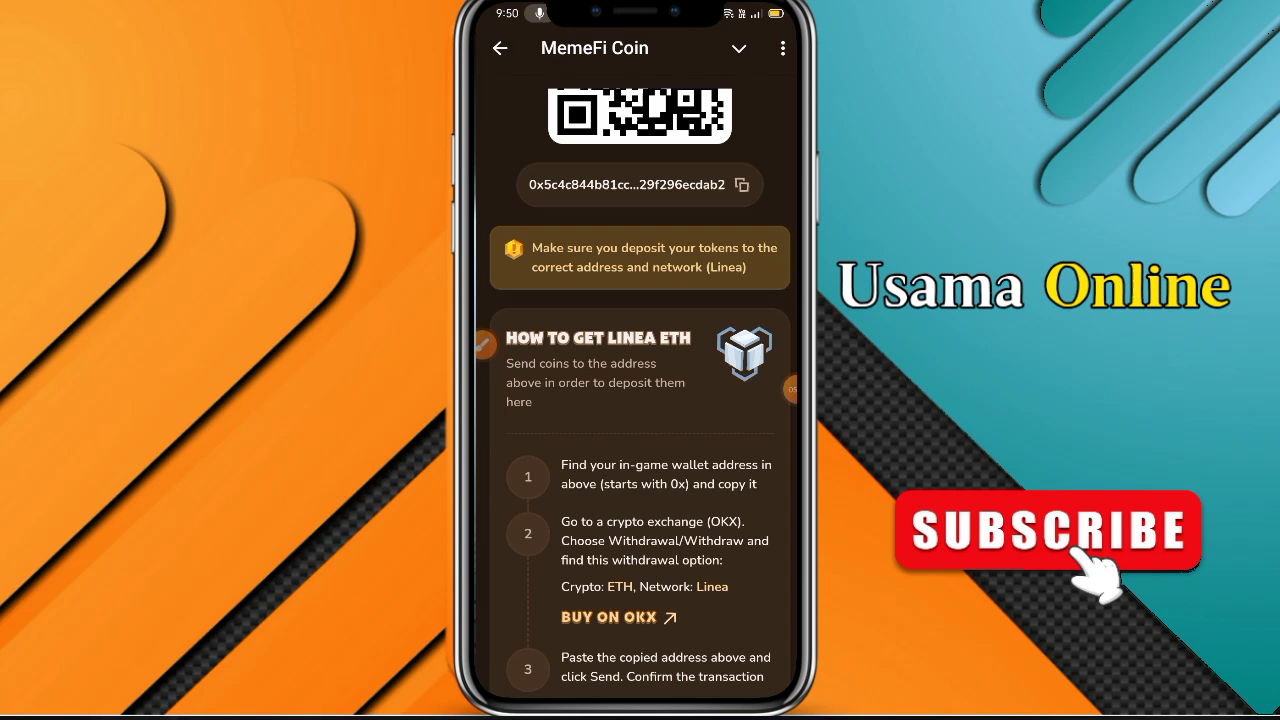 9:50
MemeFi Coin
0x5c4c844b81cc...29f296ecdab2
Make sure you deposit your tokens to the
correct address and network (Linea)
HOW TO GET LINEA ETH
Send coins to the address
above in order to deposit them
here
1
Find your in-game wallet address in
above (starts with 0x) and copy it
2
Go to a crypto exchange (OKX).
Choose Withdrawal/Withdraw and
find this withdrawal option:
Crypto: ETH, Network: Linea
BUY ON OKX
3
Paste the copied address above and
click Send. Confirm the transaction
Usama Online
SUBSCRIBE